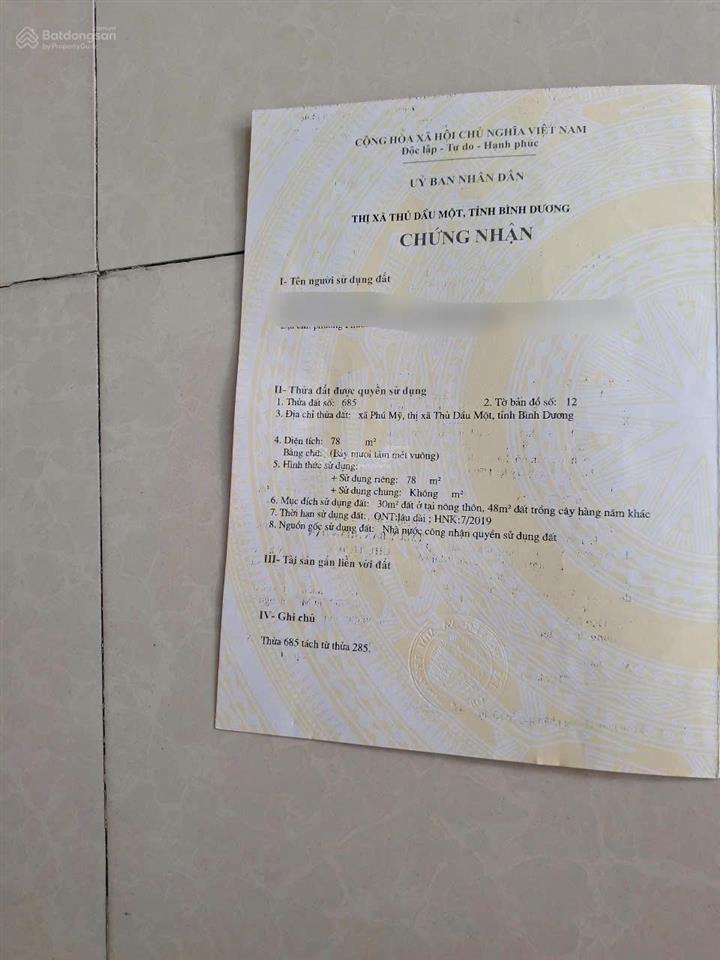 Batdongsan
by PropertyGuru
CỘNG HÒA XÃ HỘI CHỦ NGHĨA VIỆT NAM
Độc lập - Tự do - Hạnh phúc
UỶ BAN NHÂN DÂN
THỊ XÃ THỦ DẦU MỘT, TỈNH BÌNH DƯƠNG
CHỨNG NHẬN
I- Tên người sử dụng đất
II- Thửa đất được quyền sử dụng
1. Thửa đất số: 685 2. Tờ bản đồ số: 12
3. Địa chỉ thửa đất: xã Phú Mỹ, thị xã Thủ Dầu Một, tỉnh Bình Dương
4. Diện tích: 78 m²
Bằng chữ: (Bảy mươi tám mét vuông)
5. Hình thức sử dụng:
+ Sử dụng riêng: 78 m²
+ Sử dụng chung: Không m²
6. Mục đích sử dụng đất: 30m² đất ở tại nông thôn, 48m² đất trồng cây hàng năm khác
7. Thời hạn sử dụng đất: ONT:lâu dài ; HNK:7/2019
8. Nguồn gốc sử dụng đất: Nhà nước công nhận quyền sử dụng đất
III- Tài sản gắn liền với đất
IV- Ghi chú
Thửa 685 tách từ thửa 285.